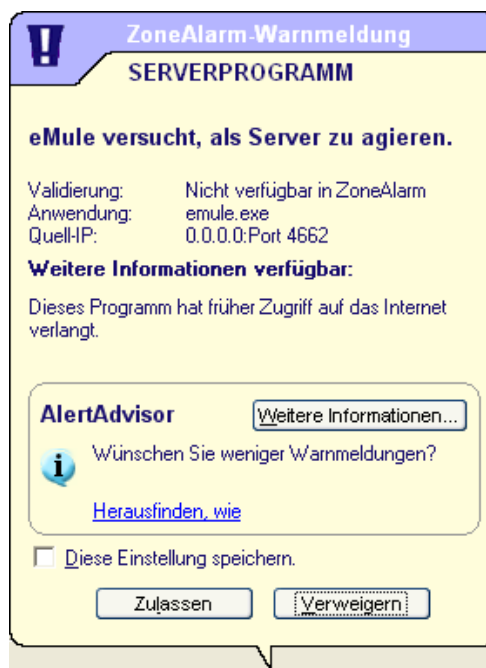 ZoneAlarm-Warnmeldung
SERVERPROGRAMM
eMule versucht, als Server zu agieren.
Validierung: Nicht verfügbar in ZoneAlarm
Anwendung: emule.exe
Quell-IP: 0.0.0.0:Port 4662
Weitere Informationen verfügbar:
Dieses Programm hat früher Zugriff auf das Internet
verlangt.
AlertAdvisor Weitere Informationen...
Wünschen Sie weniger Warnmeldungen?
Herausfinden, wie
Diese Einstellung speichern.
Zulassen Verweigern